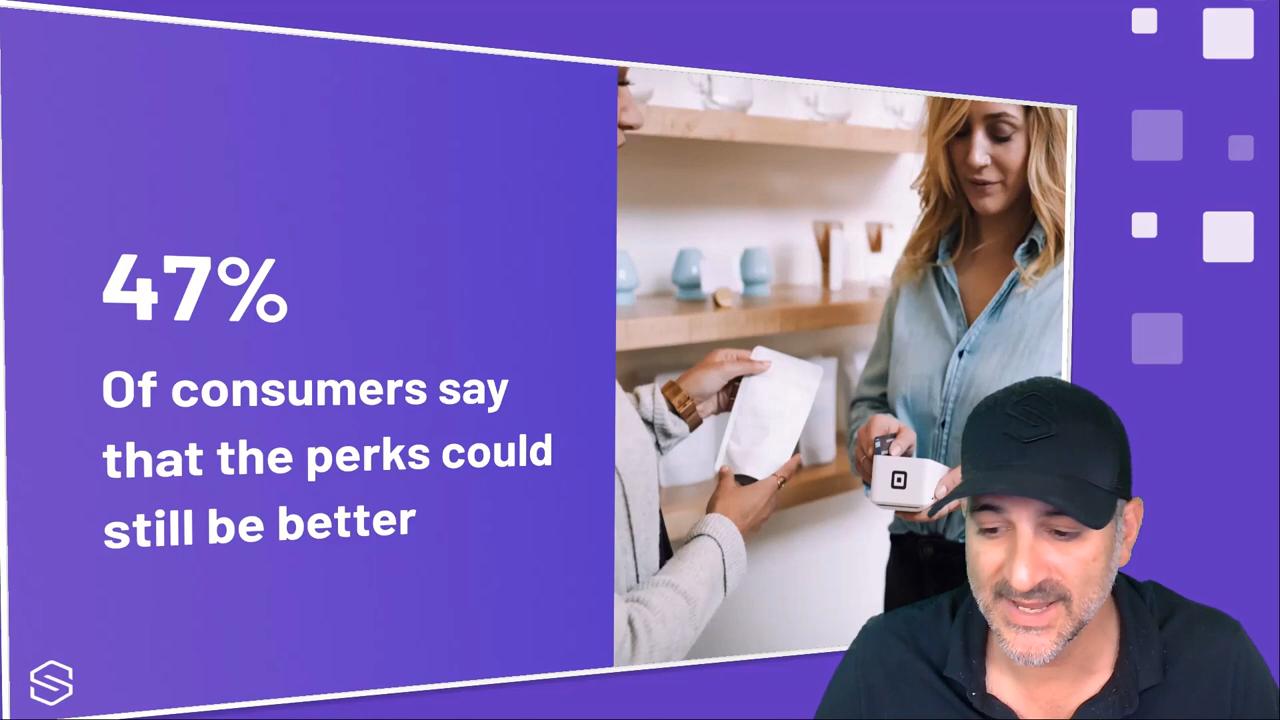 47%
Of consumers say
that the perks could
still be better